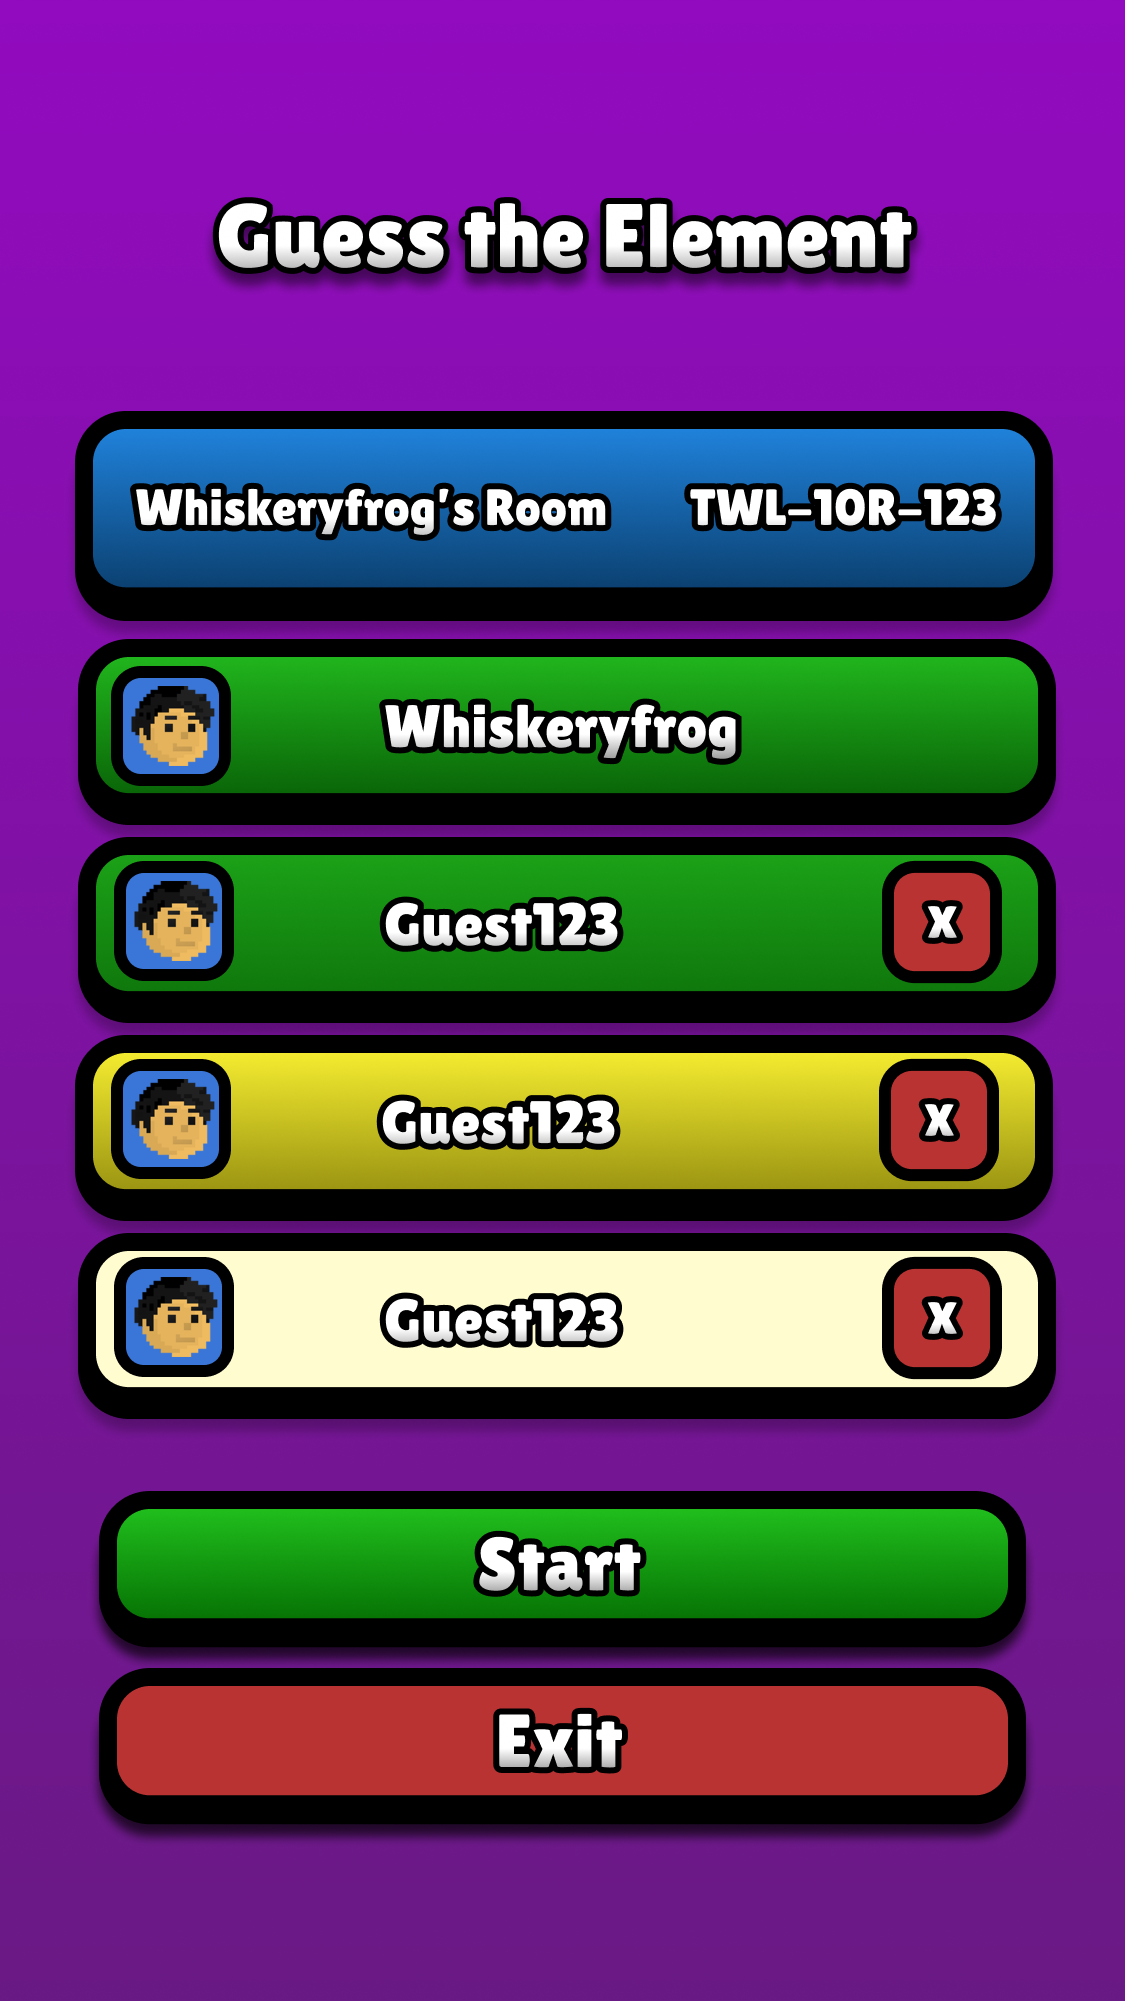 Guess the Element
Whiskeryfrog's Room TWL-10R-123
Whiskeryfrog
Guest123 X
Guest123 X
Guest123 X
Start
Exit